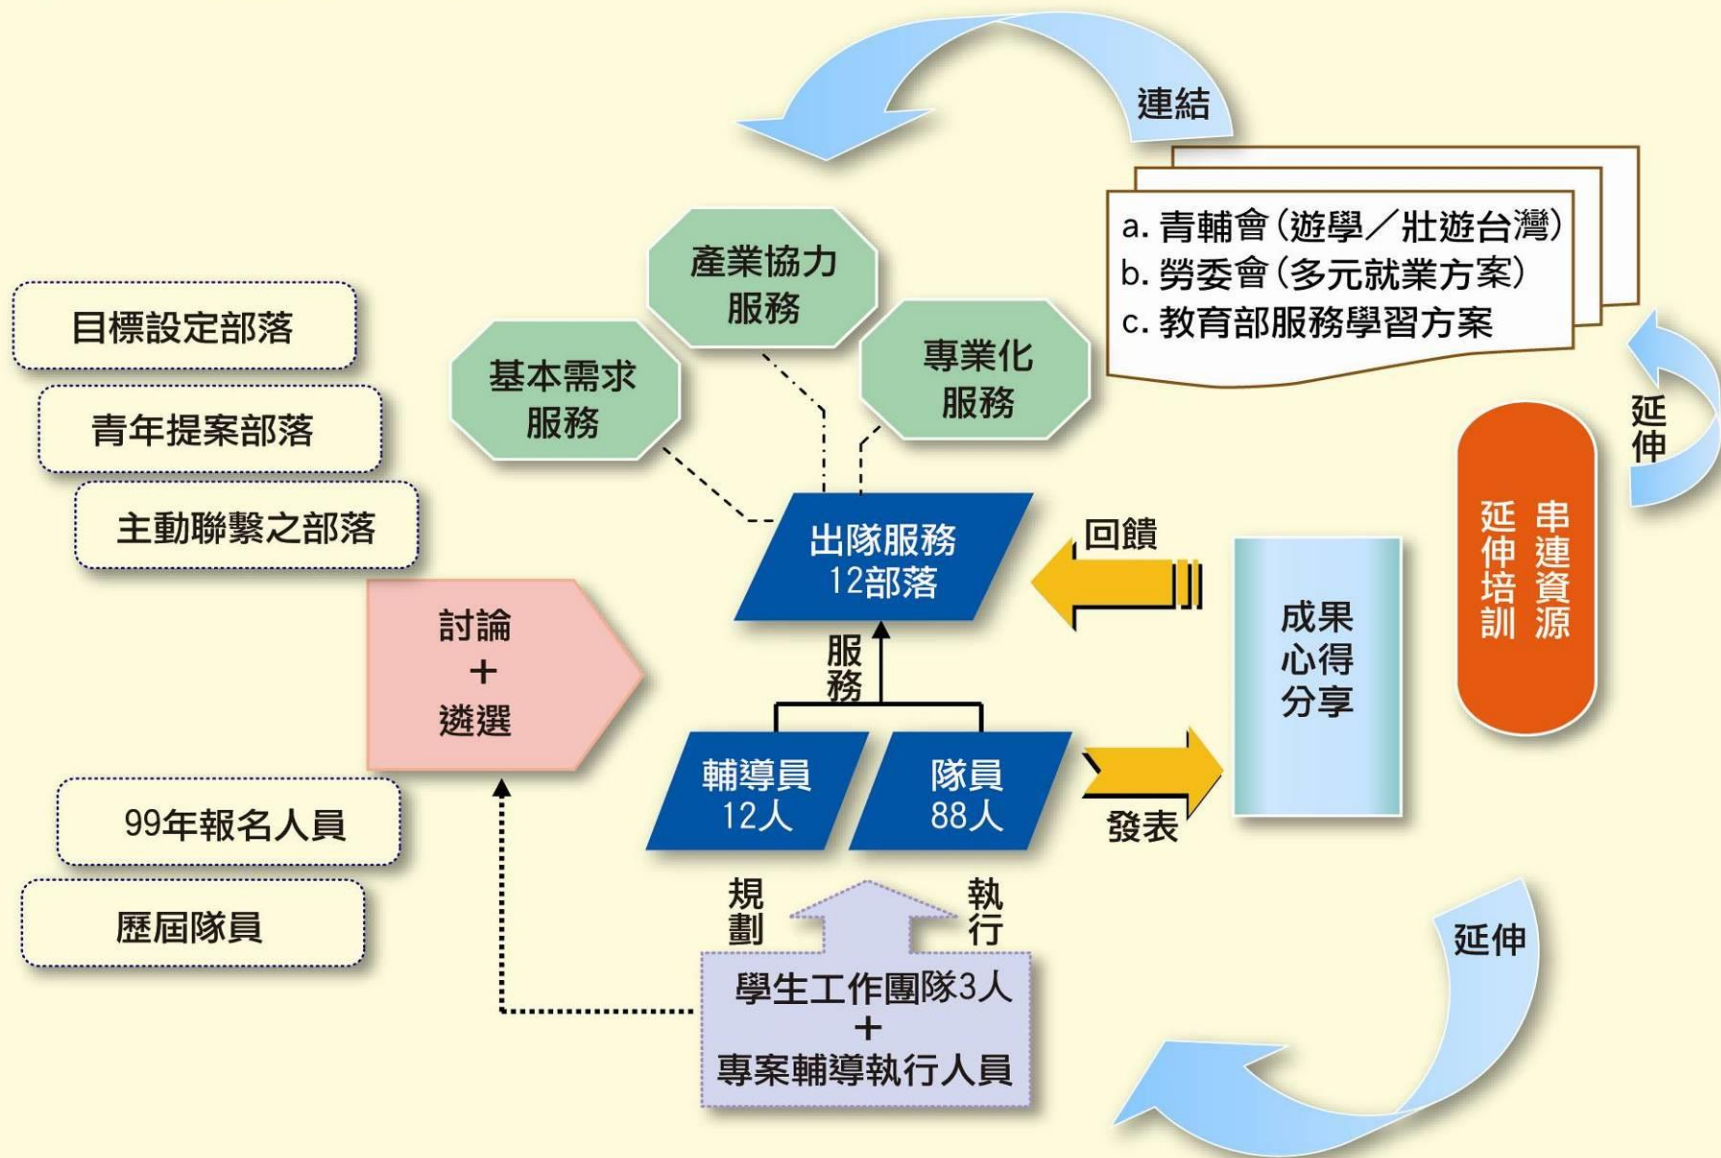 連結
a. 青輔會(遊學／壯遊台灣)
b. 勞委會(多元就業方案)
c. 教育部服務學習方案
產業協力
服務
基本需求
服務
專業化
服務
目標設定部落
青年提案部落
主動聯繫之部落
延伸
串連資源
延伸培訓
出隊服務
12部落
回饋
成果
心得
分享
討論
+
遴選
服務
輔導員
12人
隊員
88人
發表
99年報名人員
歷屆隊員
規劃
執行
學生工作團隊3人
+
專案輔導執行人員
延伸